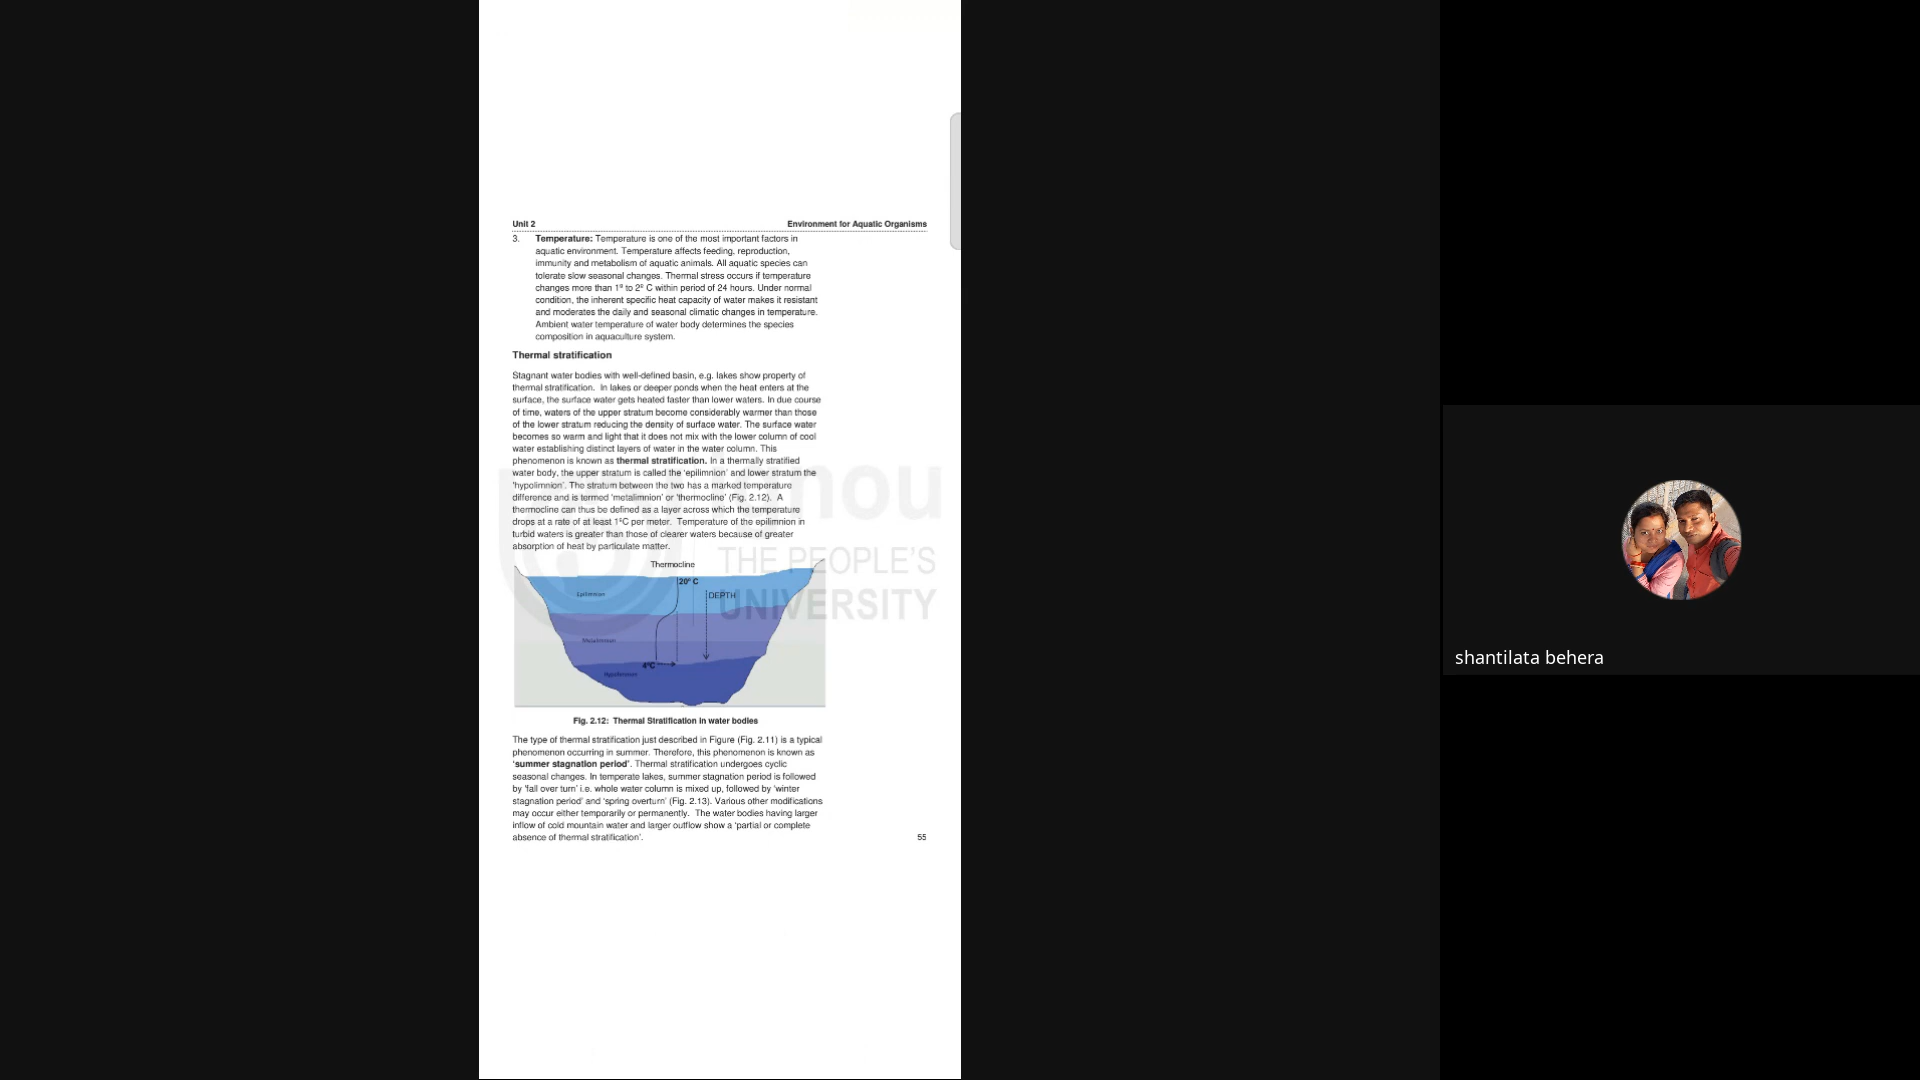 Unit 2
Environment for Aquatic Organisms
3. Temperature: Temperature is one of the most important factors in
aquatic environment. Temperature affects feeding, reproduction,
immunity and metabolism of aquatic animals. All aquatic species can
tolerate slow seasonal changes. Thermal stress occurs if temperature
changes more than 1º to 2º C within period of 24 hours. Under normal
condition, the inherent specific heat capacity of water makes it resistant
and moderates the daily and seasonal climatic changes in temperature.
Ambient water temperature of water body determines the species
composition in aquaculture system.
Thermal stratification
Stagnant water bodies with well-defined basin, e.g. lakes show property of
thermal stratification. In lakes or deeper ponds when the heat enters at the
surface, the surface water gets heated faster than lower waters. In due course
of time, waters of the upper stratum become considerably warmer than those
of the lower stratum reducing the density of surface water. The surface water
becomes so warm and light that it does not mix with the lower column of cool
water establishing distinct layers of water in the water column. This
phenomenon is known as thermal stratification. In a thermally stratified
water body, the upper stratum is called the 'epilimnion' and lower stratum the
'hypolimnion'. The stratum between the two has a marked temperature
difference and is termed 'metalimnion' or 'thermocline' (Fig. 2.12). A
thermocline can thus be defined as a layer across which the temperature
drops at a rate of at least 1ºC per meter. Temperature of the epilimnion in
turbid waters is greater than those of clearer waters because of greater
absorption of heat by particulate matter.
ignou
THE PEOPLE'S
UNIVERSITY
Thermocline
20º C
Epilimnion
DEPTH
Metalimnion
4ºC
Hypolimnion
Fig. 2.12: Thermal Stratification in water bodies
The type of thermal stratification just described in Figure (Fig. 2.11) is a typical
phenomenon occurring in summer. Therefore, this phenomenon is known as
'summer stagnation period'. Thermal stratification undergoes cyclic
seasonal changes. In temperate lakes, summer stagnation period is followed
by 'fall over turn' i.e. whole water column is mixed up, followed by 'winter
stagnation period' and 'spring overturn' (Fig. 2.13). Various other modifications
may occur either temporarily or permanently. The water bodies having larger
inflow of cold mountain water and larger outflow show a 'partial or complete
absence of thermal stratification'.
55
shantilata behera